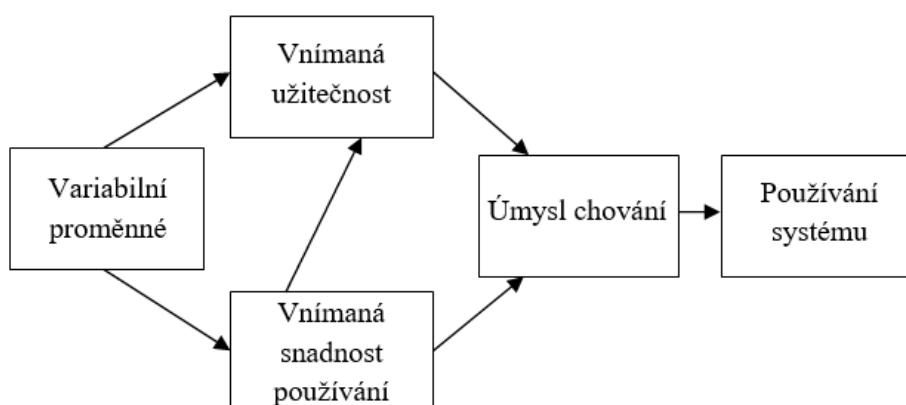 Vnímaná
užitečnost
Variabilní
proměnné
Úmysl chování
Používání
systému
Vnímaná
snadnost
používání